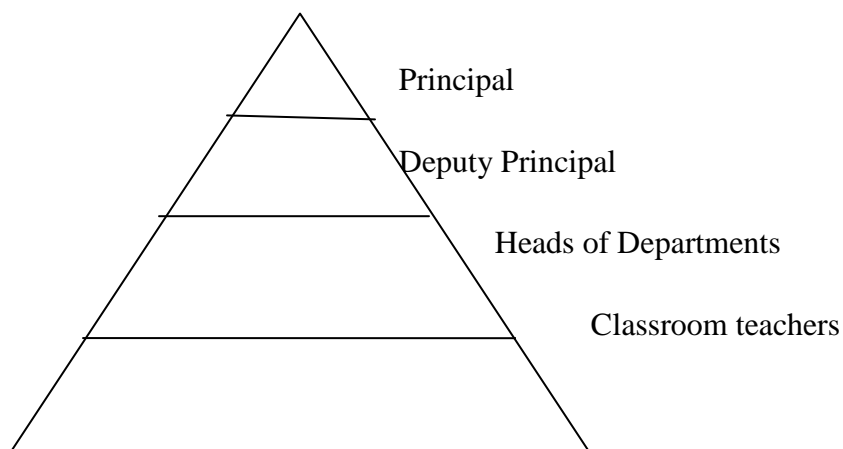 Principal
Deputy Principal
Heads of Departments
Classroom teachers